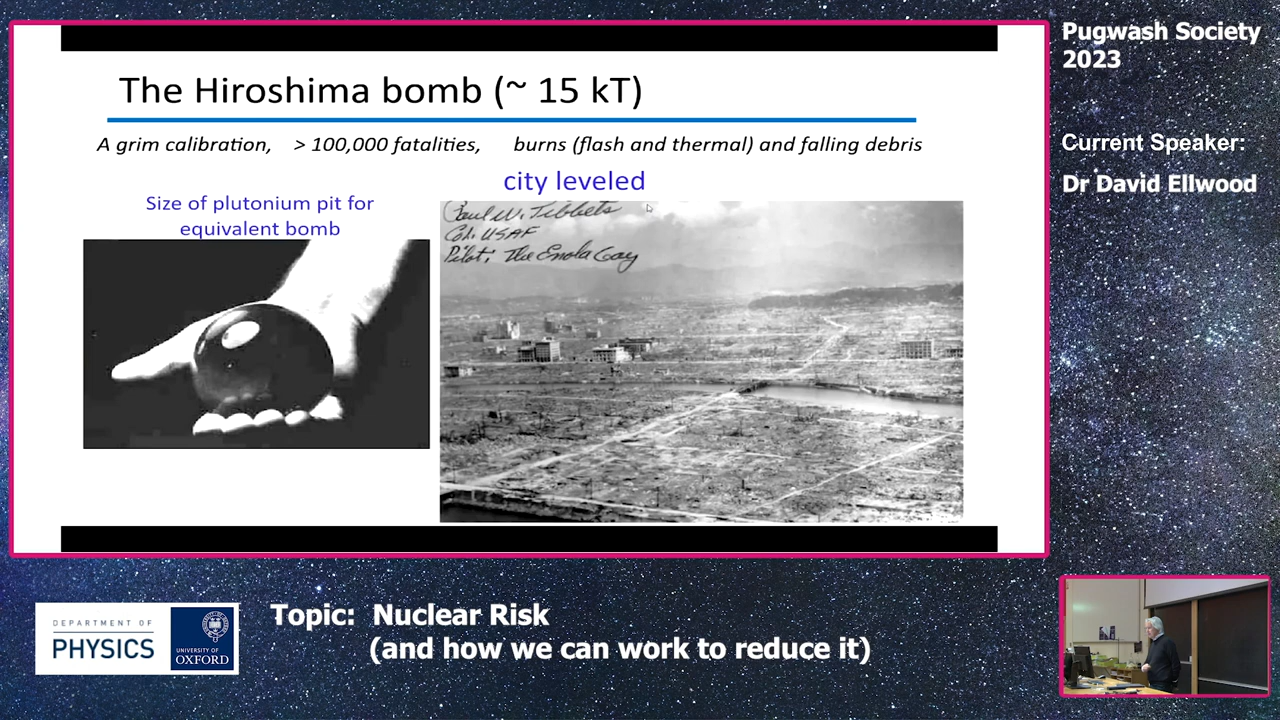 The Hiroshima bomb (~ 15 kT)
A grim calibration, > 100,000 fatalities, burns (flash and thermal) and falling debris
city leveled
Size of plutonium pit for
equivalent bomb
Paul W. Tibbets
Col. USAF
Pilot: The Enola Gay
Pugwash Society
2023
Current Speaker:
Dr David Ellwood
DEPARTMENT OF
PHYSICS
UNIVERSITY OF
OXFORD
Topic: Nuclear Risk
(and how we can work to reduce it)